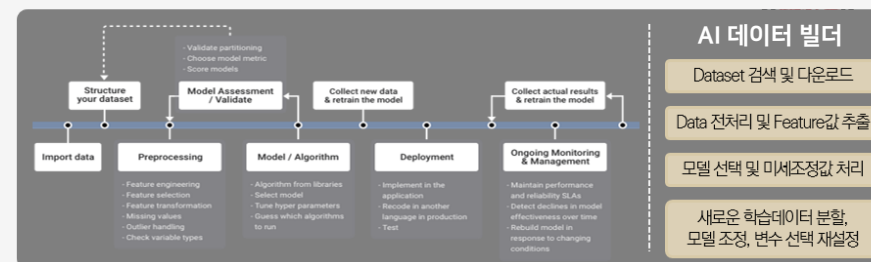 - Validate partitioning
- Choose model metric
- Score models
Structure
your dataset
Model Assessment
/ Validate
Collect new data
& retrain the model
Collect actual results
& retrain the model
Import data
Preprocessing
Model / Algorithm
Deployment
Ongoing Monitoring
& Management
- Feature engineering
- Feature selection
- Feature transformation
- Missing values
- Outlier handling
- Check variable types
- Algorithm from libraries
- Select model
- Tune hyper parameters
- Guess which algorithms
to run
- Implement in the
application
- Recode in another
language in production
- Test
- Maintain performance
and reliability SLAs
- Detect declines in model
effectiveness over time
- Rebuild model in
response to changing
conditions
AI 데이터 빌더
Dataset 검색 및 다운로드
Data 전처리 및 Feature값 추출
모델 선택 및 미세조정값 처리
새로운 학습데이터 분할,
모델 조정, 변수 선택 재설정